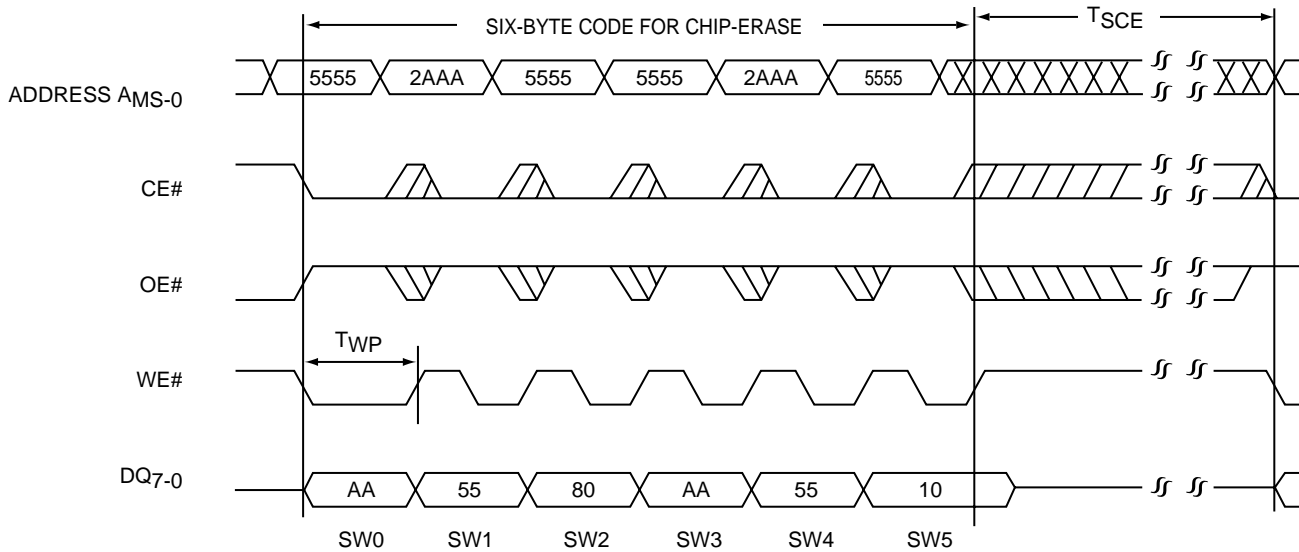 SIX-BYTE CODE FOR CHIP-ERASE TSCE
ADDRESS AMS-0 5555 2AAA 5555 5555 2AAA 5555
CE#
OE#
TWP
WE#
DQ7-0 AA 55 80 AA 55 10
SW0 SW1 SW2 SW3 SW4 SW5